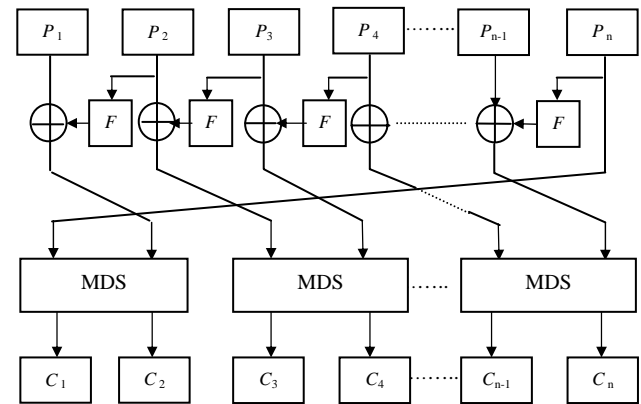 P1 P2 P3 P4 ........ Pn-1 Pn
F F F F
MDS MDS ...... MDS
C1 C2 C3 C4 ........ Cn-1 Cn